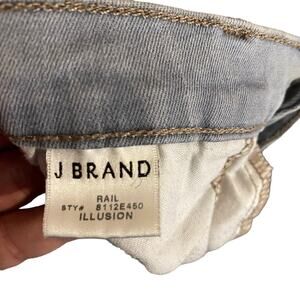 J BRAND
RAIL
STY# 8112E450
ILLUSION